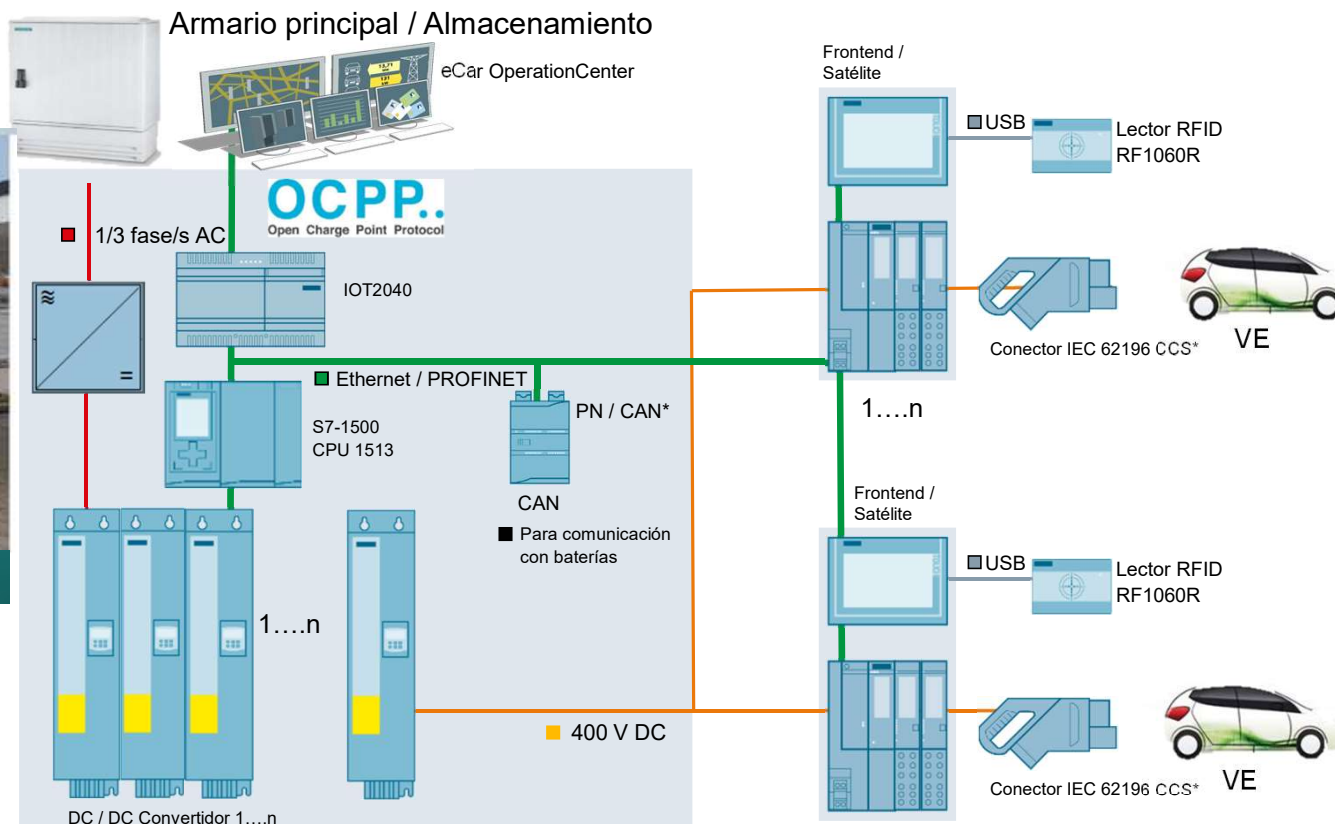 Armario principal / Almacenamiento
eCar OperationCenter
OCPP..
Open Charge Point Protocol
1/3 fase/s AC
IOT2040
Ethernet / PROFINET
S7-1500
CPU 1513
PN / CAN*
CAN
Para comunicación
con baterías
1....n
400 V DC
DC / DC Convertidor 1....n
Frontend /
Satélite
USB
Lector RFID
RF1060R
Conector IEC 62196 CCS*
VE
1....n
Frontend /
Satélite
USB
Lector RFID
RF1060R
Conector IEC 62196 CCS*
VE